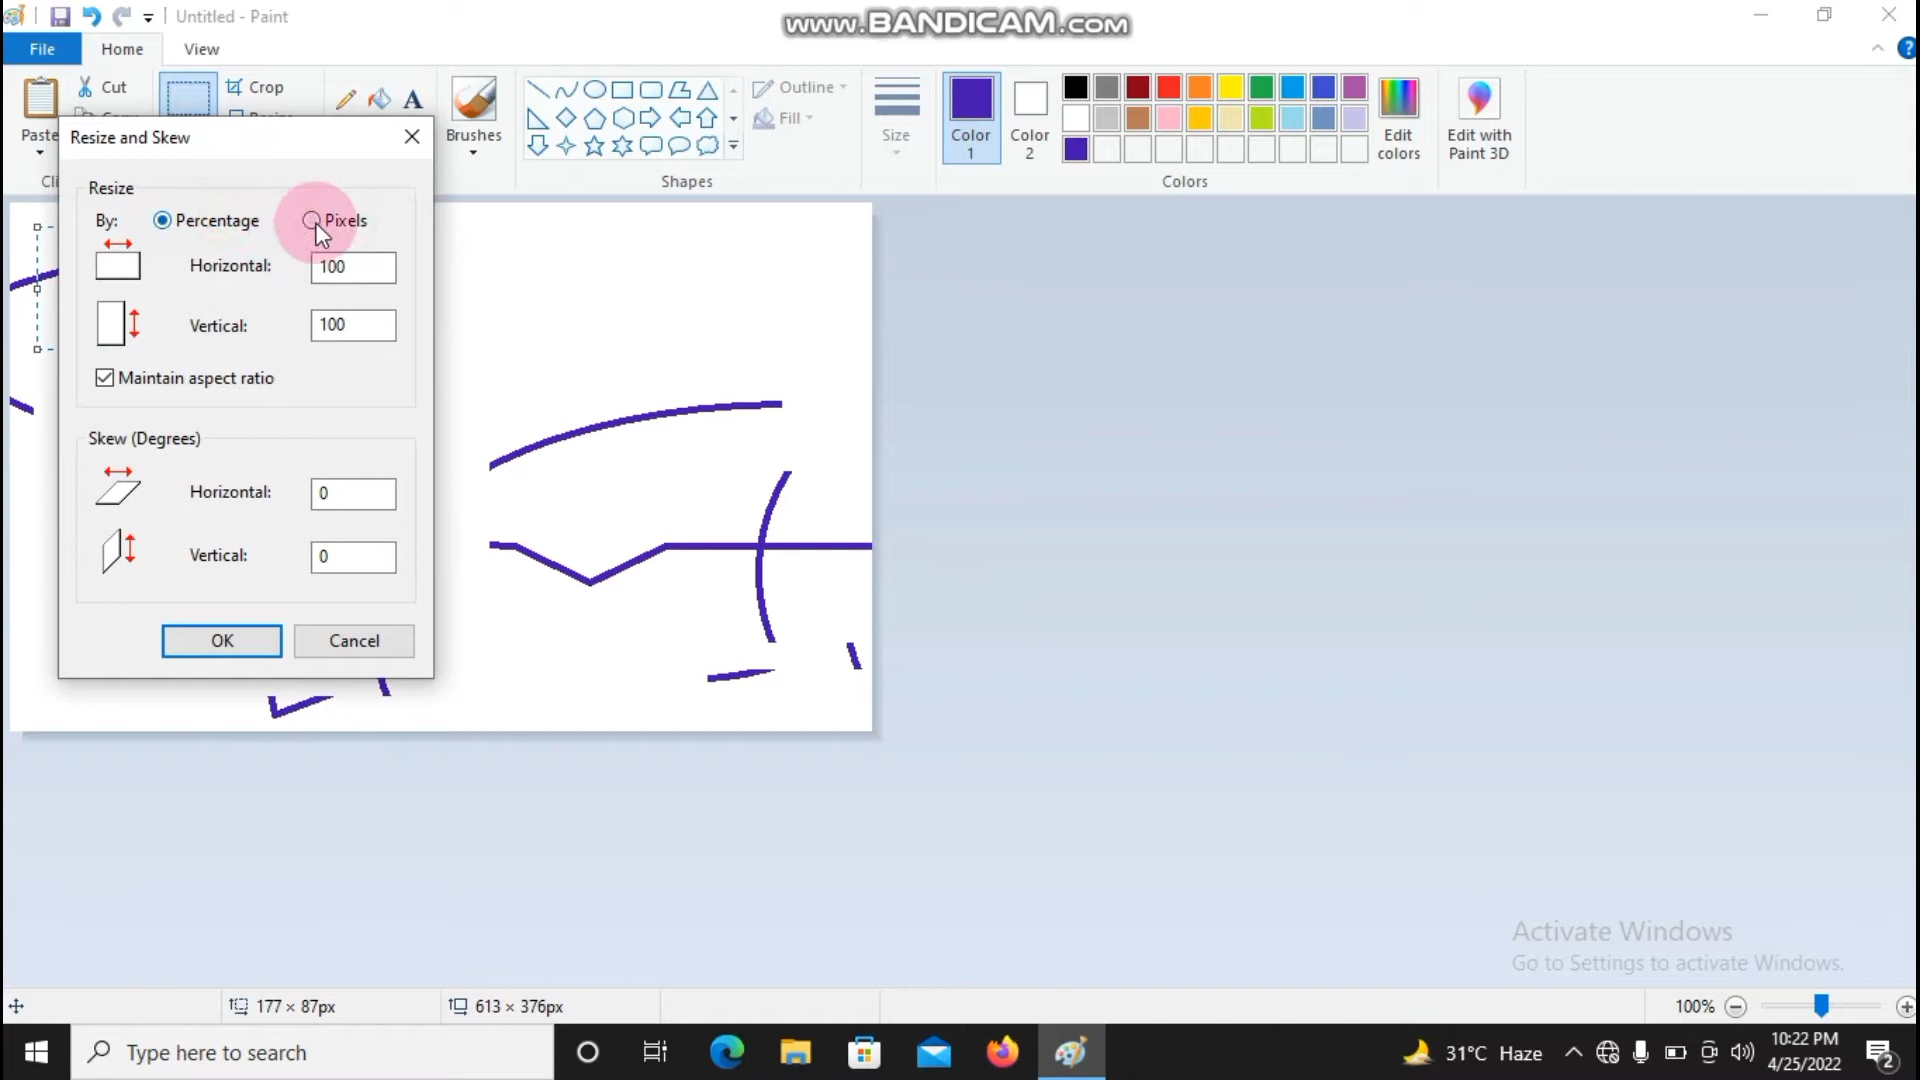 Untitled - Paint
www.BANDICAM.com
File
Home
View
Paste
Cut
Crop
Brushes
Outline
Fill
Shapes
Size
Color
1
Color
2
Edit
colors
Edit with
Paint 3D
Colors
Resize and Skew
Resize
By:
Percentage
Pixels
Horizontal:
100
Vertical:
100
Maintain aspect ratio
Skew (Degrees)
Horizontal:
0
Vertical:
0
OK
Cancel
Activate Windows
Go to Settings to activate Windows.
177 × 87px
613 × 376px
100%
Type here to search
31°C Haze
10:22 PM
4/25/2022
2